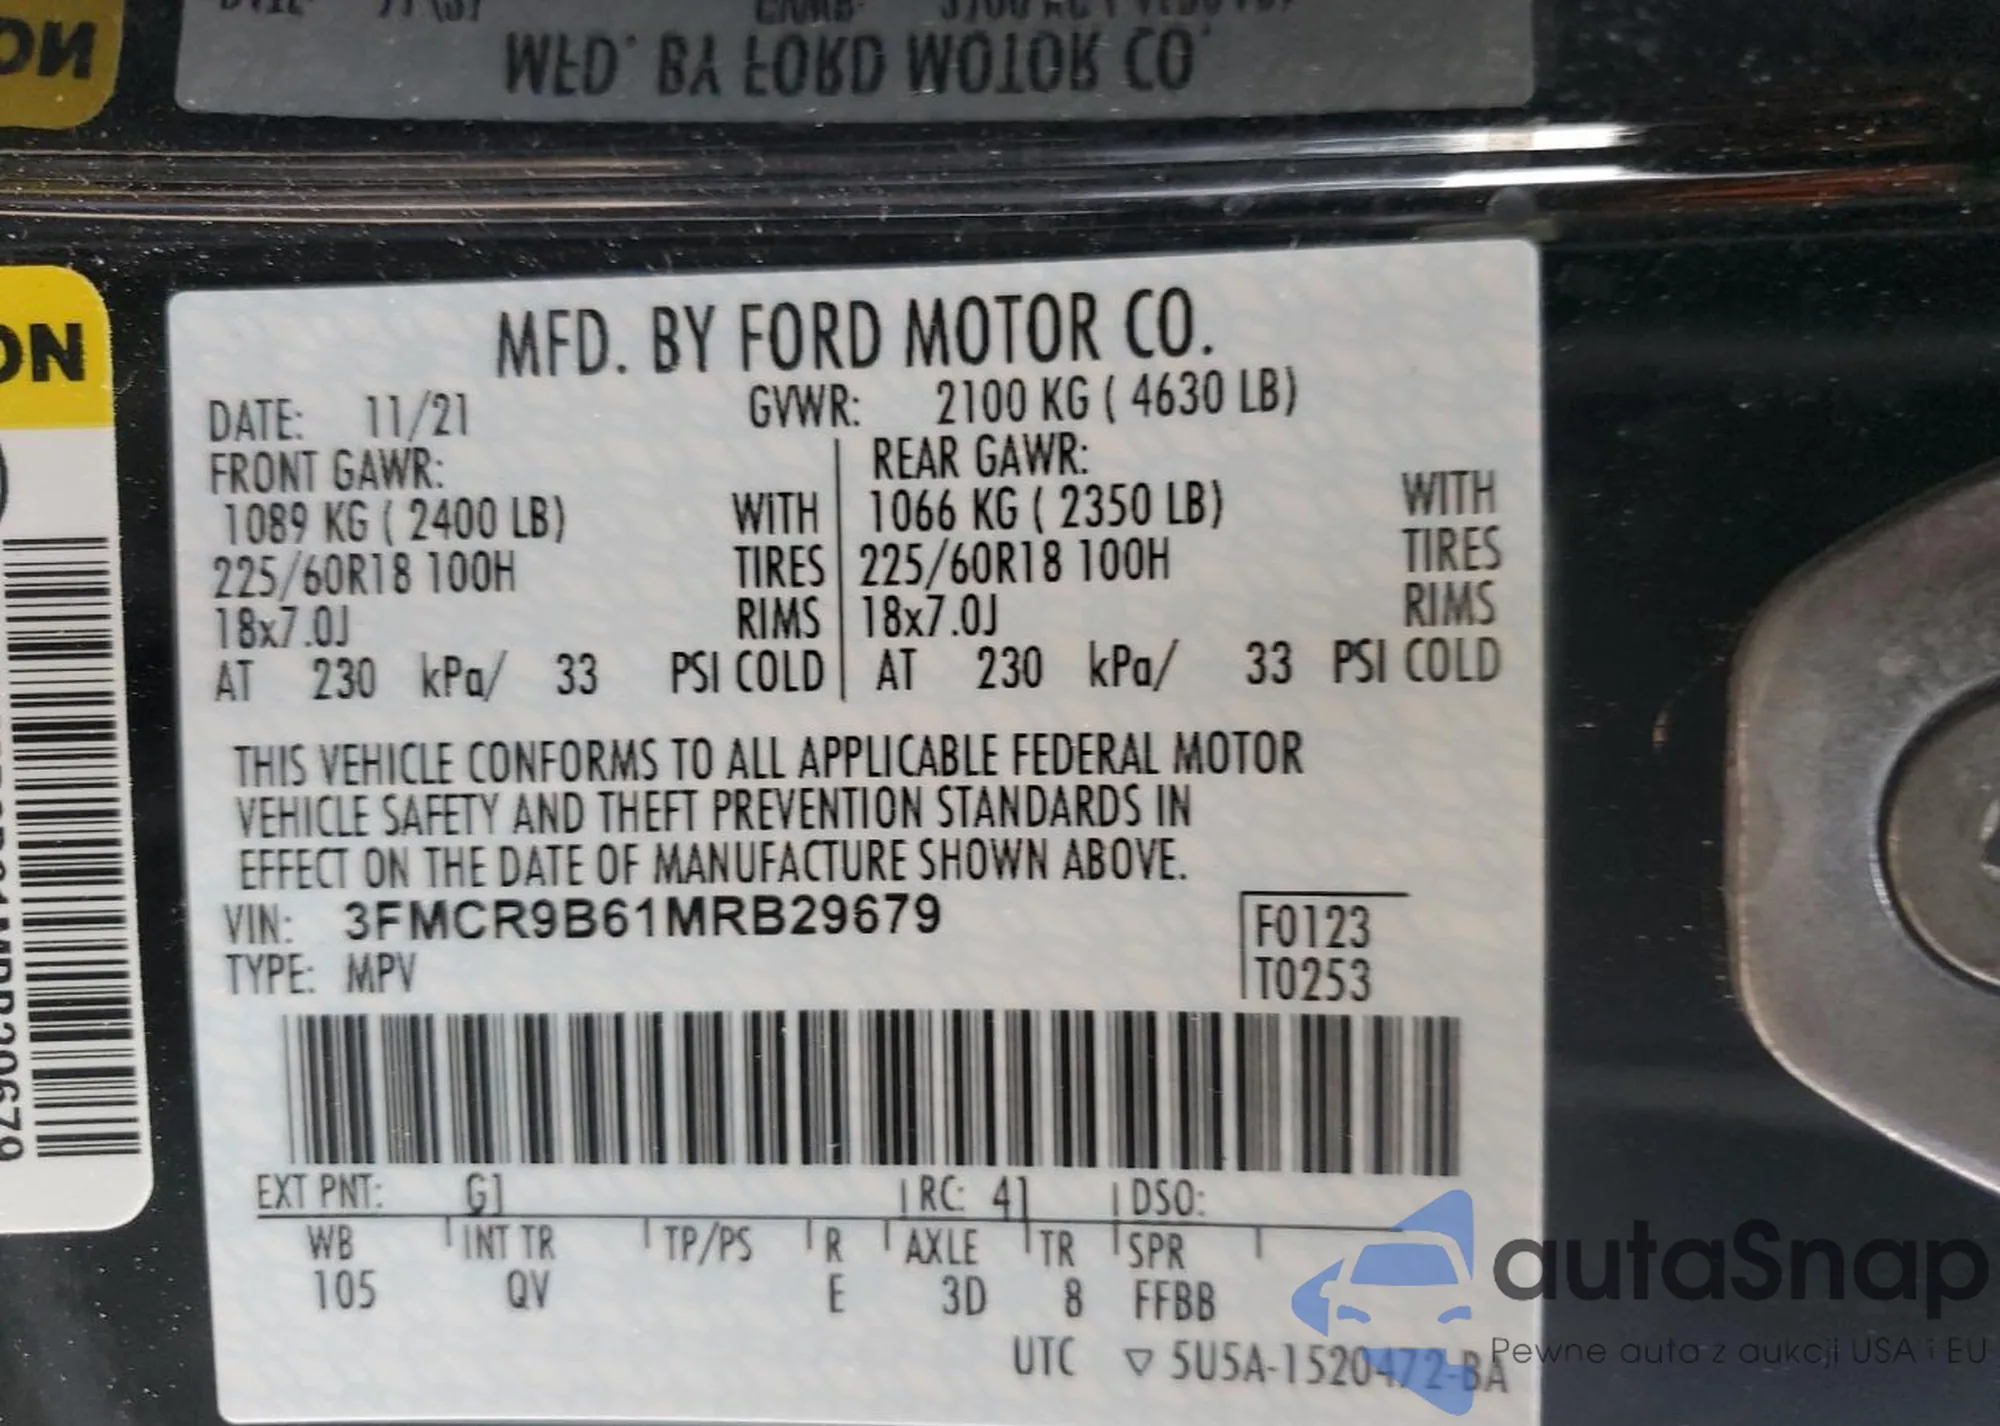 MFD. BY FORD MOTOR CO.
ON
MFD. BY FORD MOTOR CO.
DATE: 11/21 GVWR: 2100 KG ( 4630 LB)
FRONT GAWR: REAR GAWR:
1089 KG ( 2400 LB) WITH 1066 KG ( 2350 LB) WITH
225/60R18 100H TIRES 225/60R18 100H TIRES
18x7.0J RIMS 18x7.0J RIMS
AT 230 kPa/ 33 PSI COLD AT 230 kPa/ 33 PSI COLD
THIS VEHICLE CONFORMS TO ALL APPLICABLE FEDERAL MOTOR
VEHICLE SAFETY AND THEFT PREVENTION STANDARDS IN
EFFECT ON THE DATE OF MANUFACTURE SHOWN ABOVE.
VIN: 3FMCR9B61MRB29679 F0123
TYPE: MPV T0253
EXT PNT: G1 RC: 41 DSO:
WB INT TR TP/PS R AXLE TR SPR
105 QV E 3D 8 FFBB
UTC ▽ 5U5A-1520472-BA
autaSnap
Pewne auta z aukcji USA i EU